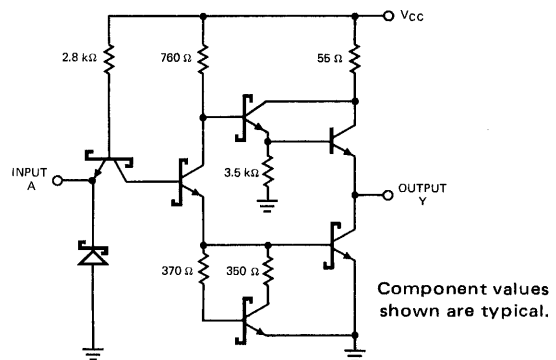 VCC
2.8 kΩ
760 Ω
55 Ω
INPUT
A
3.5 kΩ
OUTPUT
Y
370 Ω
350 Ω
Component values
shown are typical.